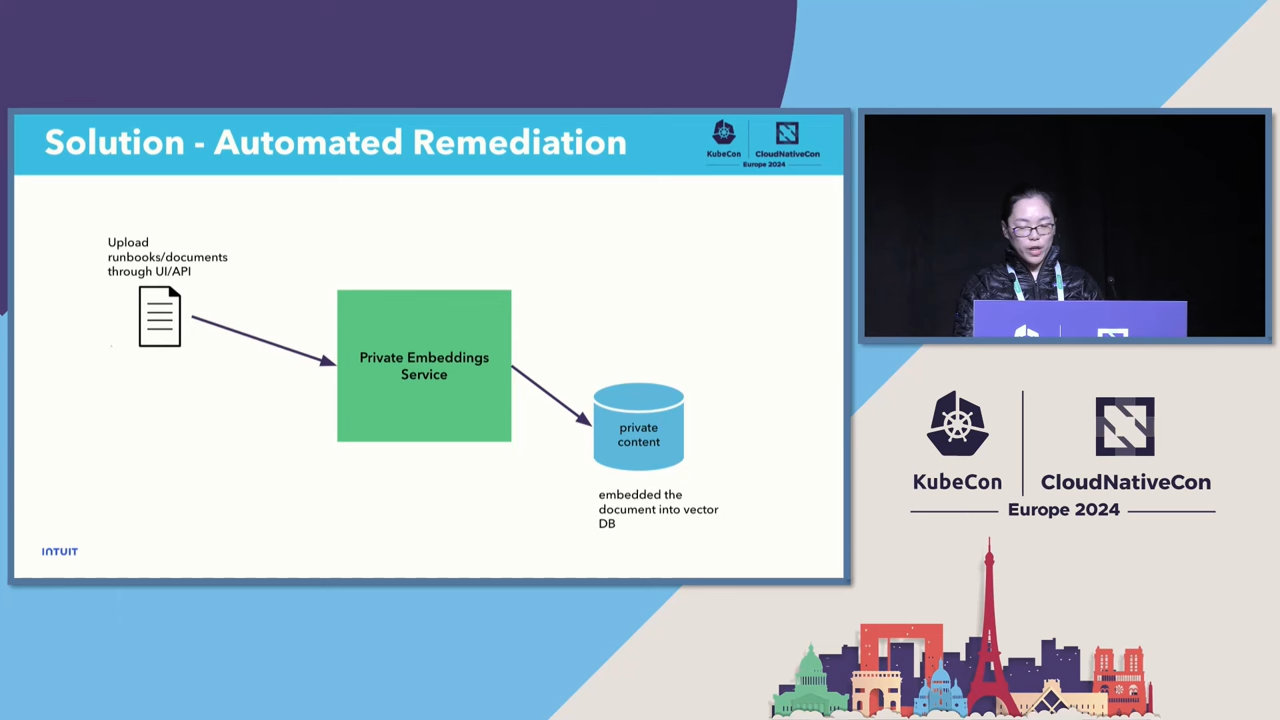 Solution - Automated Remediation
KubeCon
CloudNativeCon
Europe 2024
Upload
runbooks/documents
through UI/API
Private Embeddings
Service
private
content
embedded the
document into vector
DB
INTUIT
KubeCon
CloudNativeCon
Europe 2024